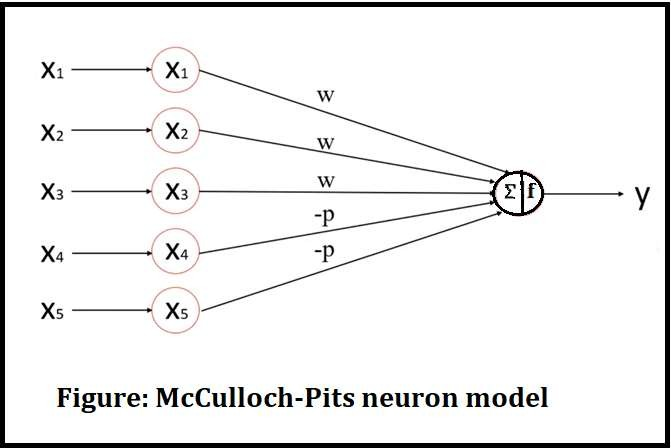 X₁ X₁ w
X₂ X₂ w
X₃ X₃ w Σ f y
X₄ X₄ -p
X₅ X₅ -p
Figure: McCulloch-Pits neuron model